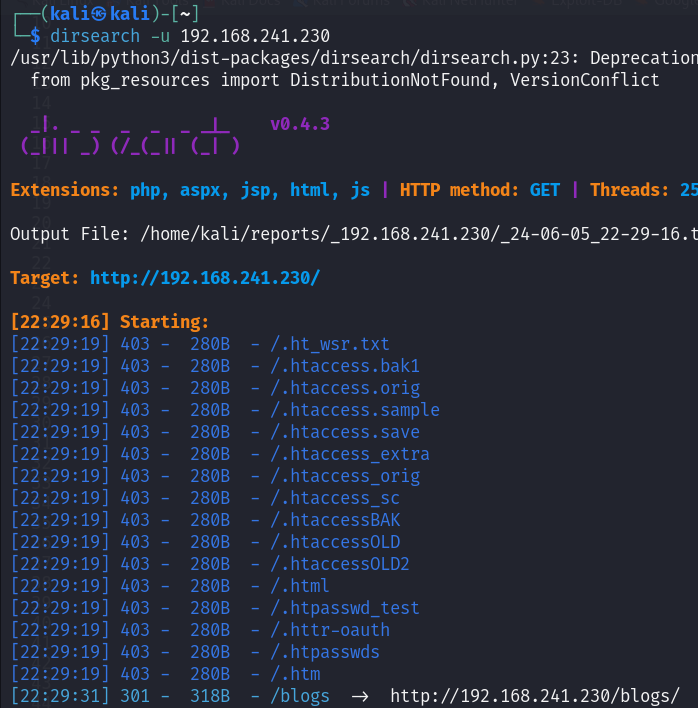 ┌──(kali㉿kali)-[~]
└─$ dirsearch -u 192.168.241.230
/usr/lib/python3/dist-packages/dirsearch/dirsearch.py:23: Deprecation
  from pkg_resources import DistributionNotFound, VersionConflict
  _|. _ _  _  _  _ _|_    v0.4.3
 (_||| _) (/_(_|| (_| )
Extensions: php, aspx, jsp, html, js | HTTP method: GET | Threads: 25
Output File: /home/kali/reports/_192.168.241.230/_24-06-05_22-29-16.t
Target: http://192.168.241.230/
[22:29:16] Starting:
[22:29:19] 403 -  280B  - /.ht_wsr.txt
[22:29:19] 403 -  280B  - /.htaccess.bak1
[22:29:19] 403 -  280B  - /.htaccess.orig
[22:29:19] 403 -  280B  - /.htaccess.sample
[22:29:19] 403 -  280B  - /.htaccess.save
[22:29:19] 403 -  280B  - /.htaccess_extra
[22:29:19] 403 -  280B  - /.htaccess_orig
[22:29:19] 403 -  280B  - /.htaccess_sc
[22:29:19] 403 -  280B  - /.htaccessBAK
[22:29:19] 403 -  280B  - /.htaccessOLD
[22:29:19] 403 -  280B  - /.htaccessOLD2
[22:29:19] 403 -  280B  - /.html
[22:29:19] 403 -  280B  - /.htpasswd_test
[22:29:19] 403 -  280B  - /.httr-oauth
[22:29:19] 403 -  280B  - /.htpasswds
[22:29:19] 403 -  280B  - /.htm
[22:29:31] 301 -  318B  - /blogs  ->  http://192.168.241.230/blogs/